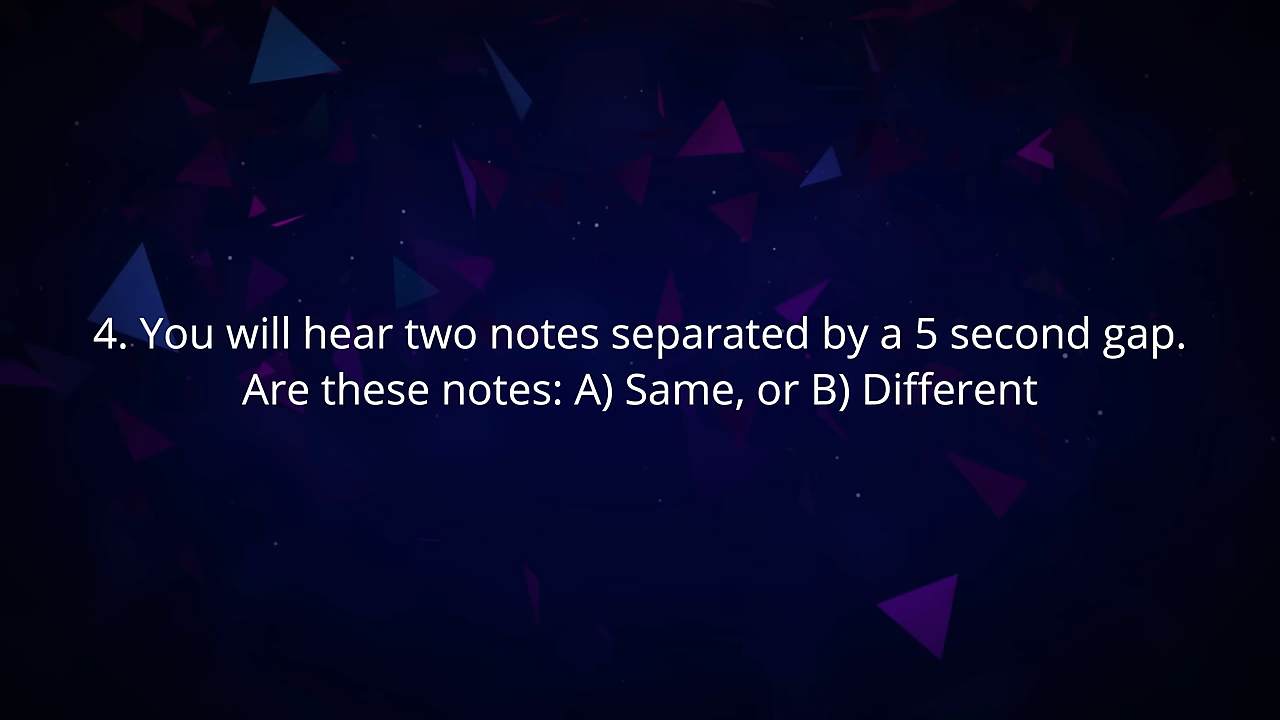 4. You will hear two notes separated by a 5 second gap.
Are these notes: A) Same, or B) Different